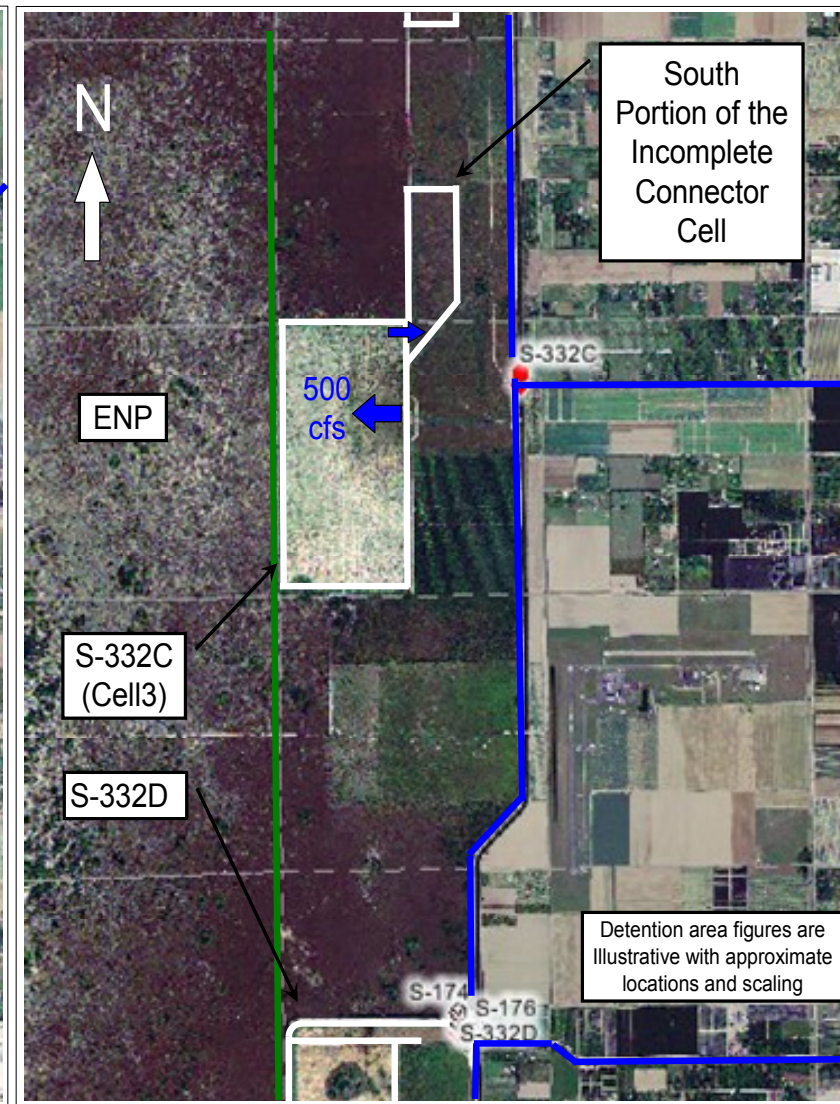 N
South
Portion of the
Incomplete
Connector
Cell
S-332C
500
cfs
ENP
S-332C
(Cell3)
S-332D
Detention area figures are
Illustrative with approximate
locations and scaling
S-174
S-176
S-332D